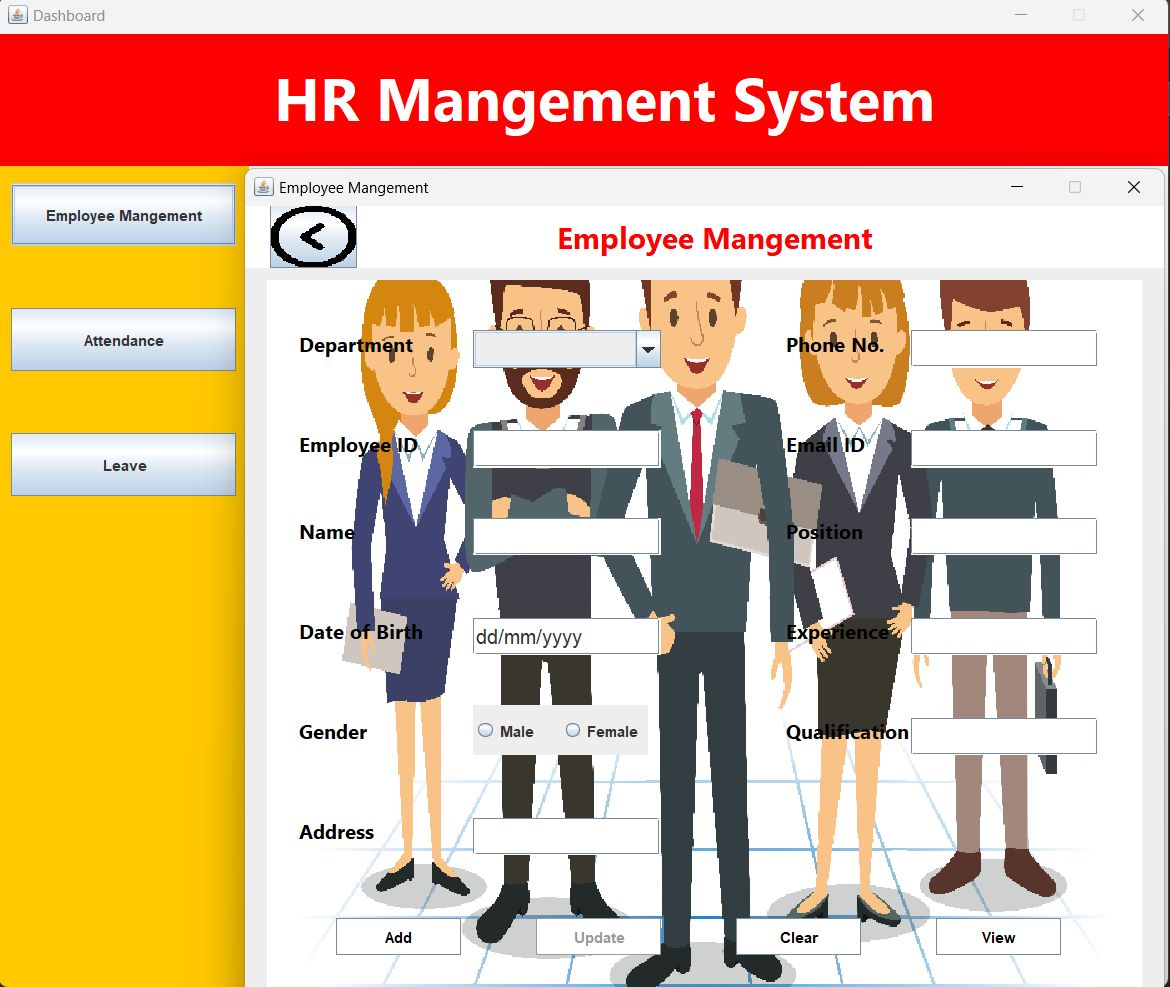 Dashboard
HR Mangement System
Employee Mangement
Attendance
Leave
Employee Mangement
Employee Mangement
Department
Phone No.
Employee ID
Email ID
Name
Position
Date of Birth dd/mm/yyyy
Experience
Gender Male Female
Qualification
Address
Add Update Clear View